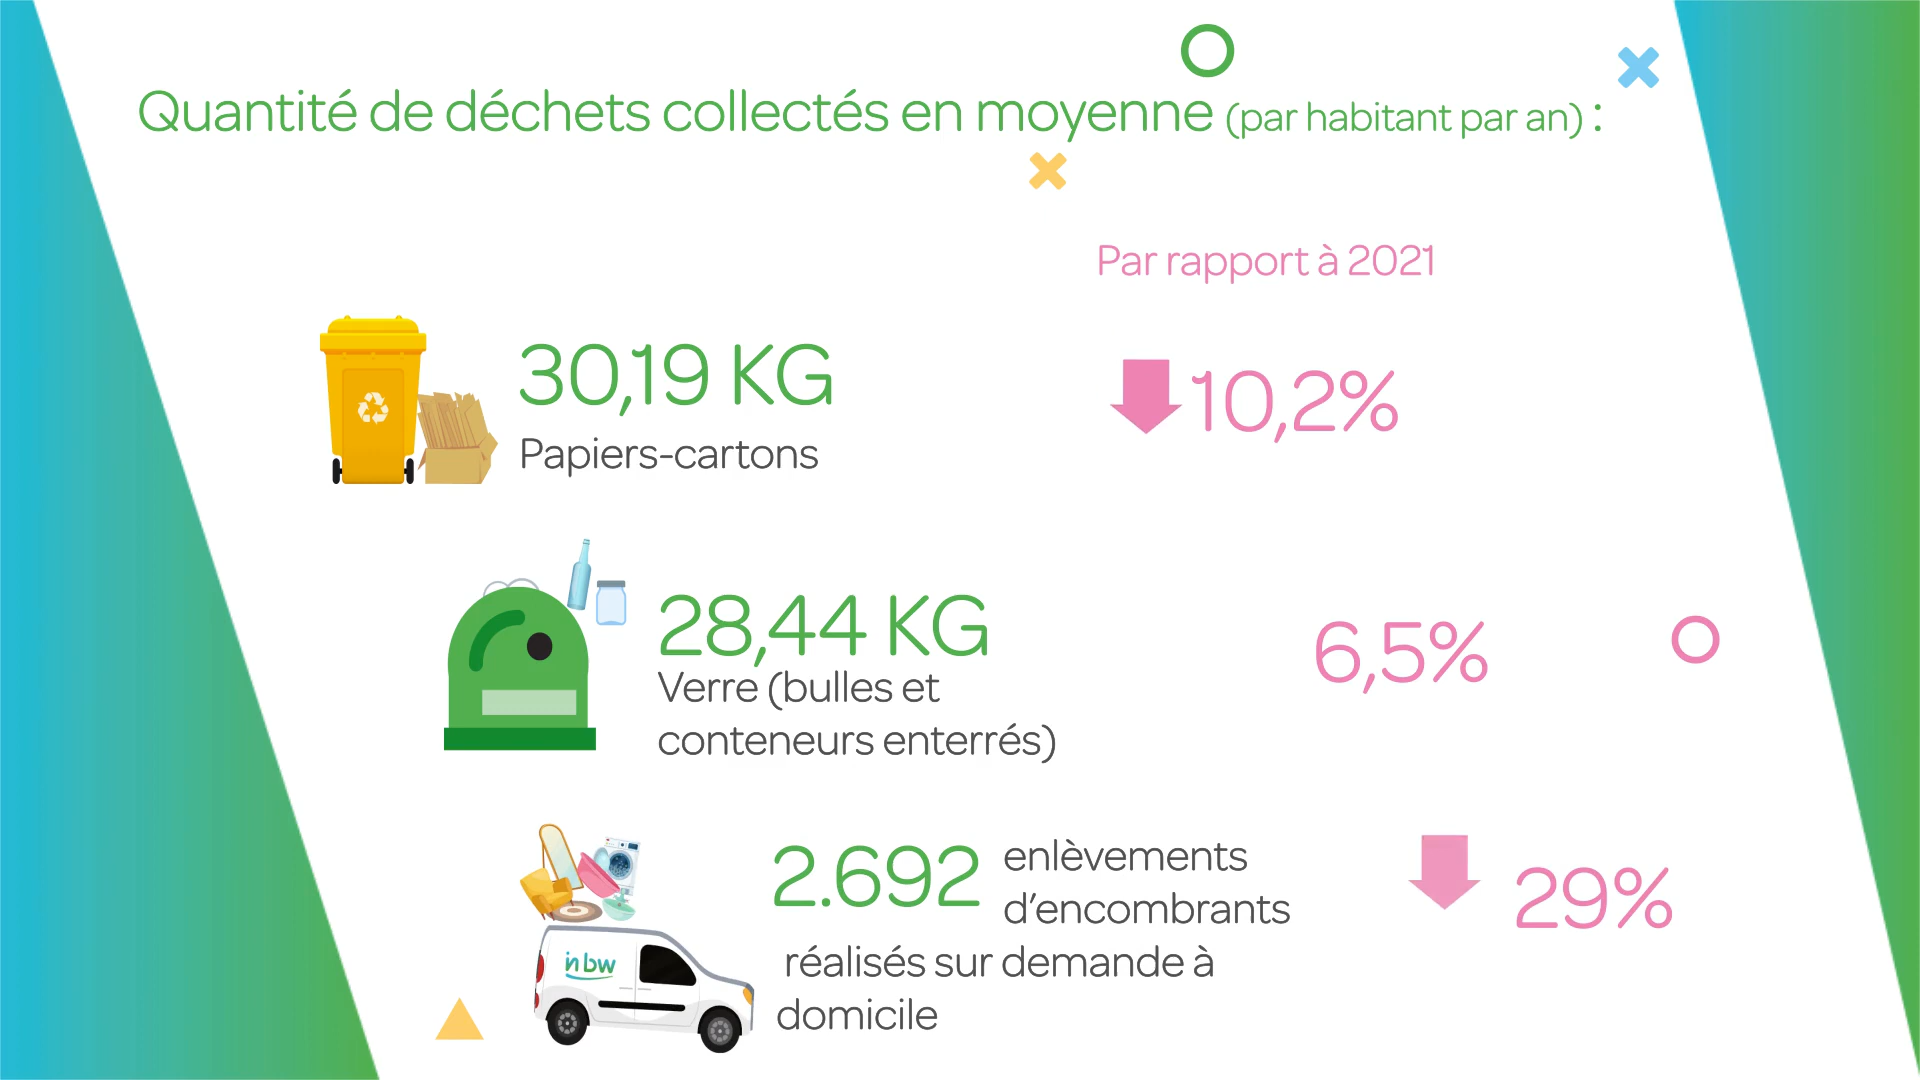 Quantité de déchets collectés en moyenne (par habitant par an) :
Par rapport à 2021
30,19 KG
Papiers-cartons
10,2%
28,44 KG
Verre (bulles et
conteneurs enterrés)
6,5%
2.692 enlèvements
d'encombrants
réalisés sur demande à
domicile
29%
in bw